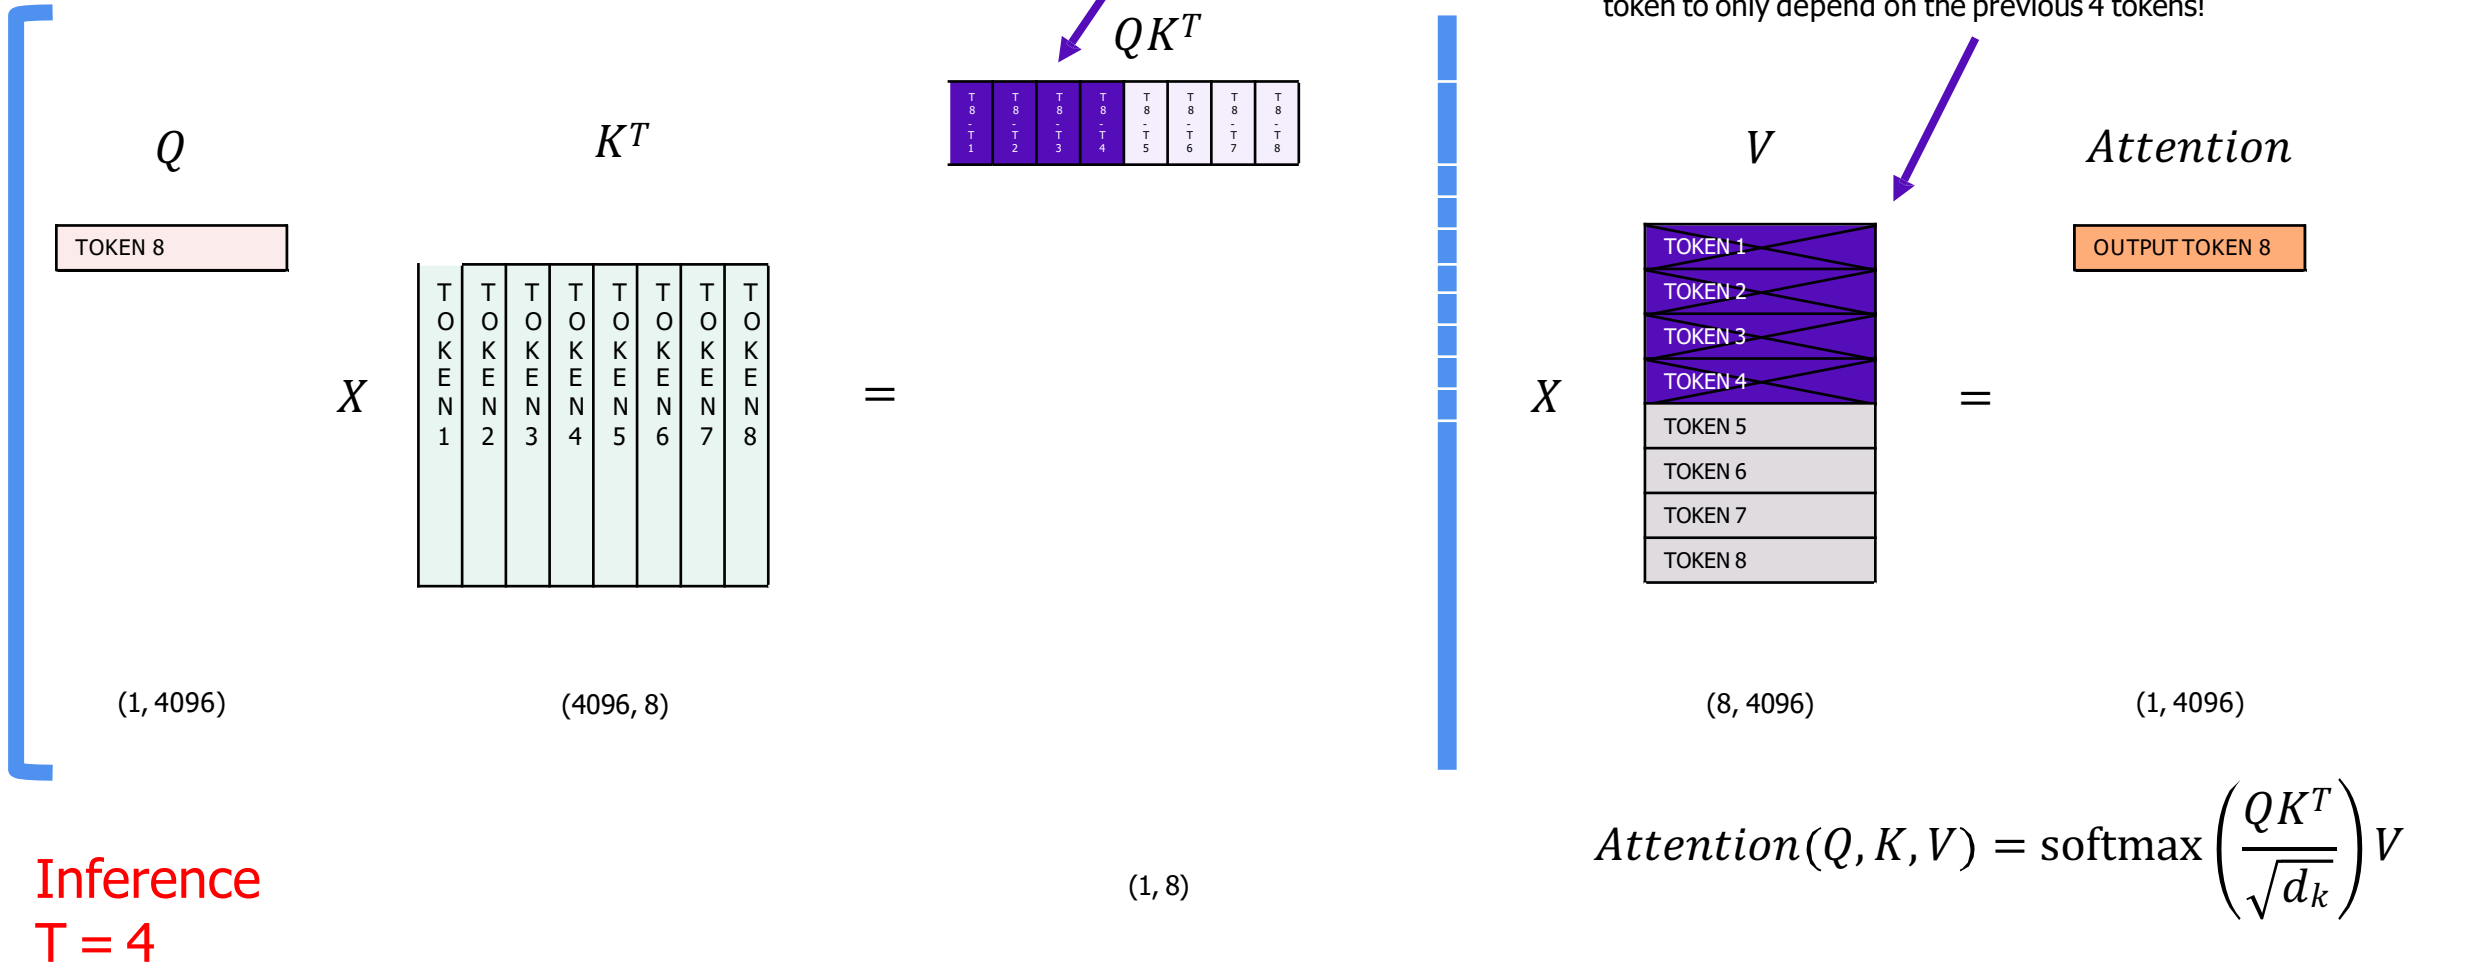 token to only depend on the previous 4 tokens!
QK^T
T8-T1 T8-T2 T8-T3 T8-T4 T8-T5 T8-T6 T8-T7 T8-T8
Q
K^T
V
Attention
TOKEN 8
TOKEN 1 TOKEN 2 TOKEN 3 TOKEN 4 TOKEN 5 TOKEN 6 TOKEN 7 TOKEN 8
X
=
X
TOKEN 1
TOKEN 2
TOKEN 3
TOKEN 4
TOKEN 5
TOKEN 6
TOKEN 7
TOKEN 8
=
OUTPUT TOKEN 8
(1, 4096)
(4096, 8)
(8, 4096)
(1, 4096)
Attention(Q, K, V) = softmax(QK^T / √d_k) V
(1, 8)
Inference
T = 4